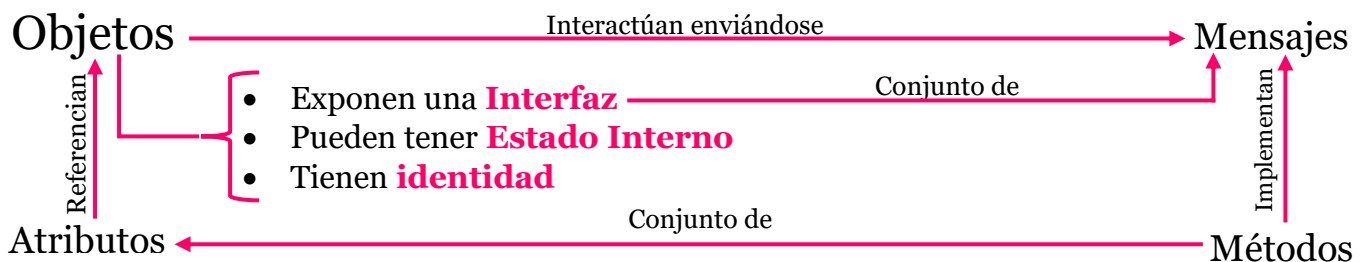 Objetos
Interactúan enviándose
Mensajes
Referencian
• Exponen una Interfaz
Conjunto de
• Pueden tener Estado Interno
• Tienen identidad
Implementan
Atributos
Conjunto de
Métodos